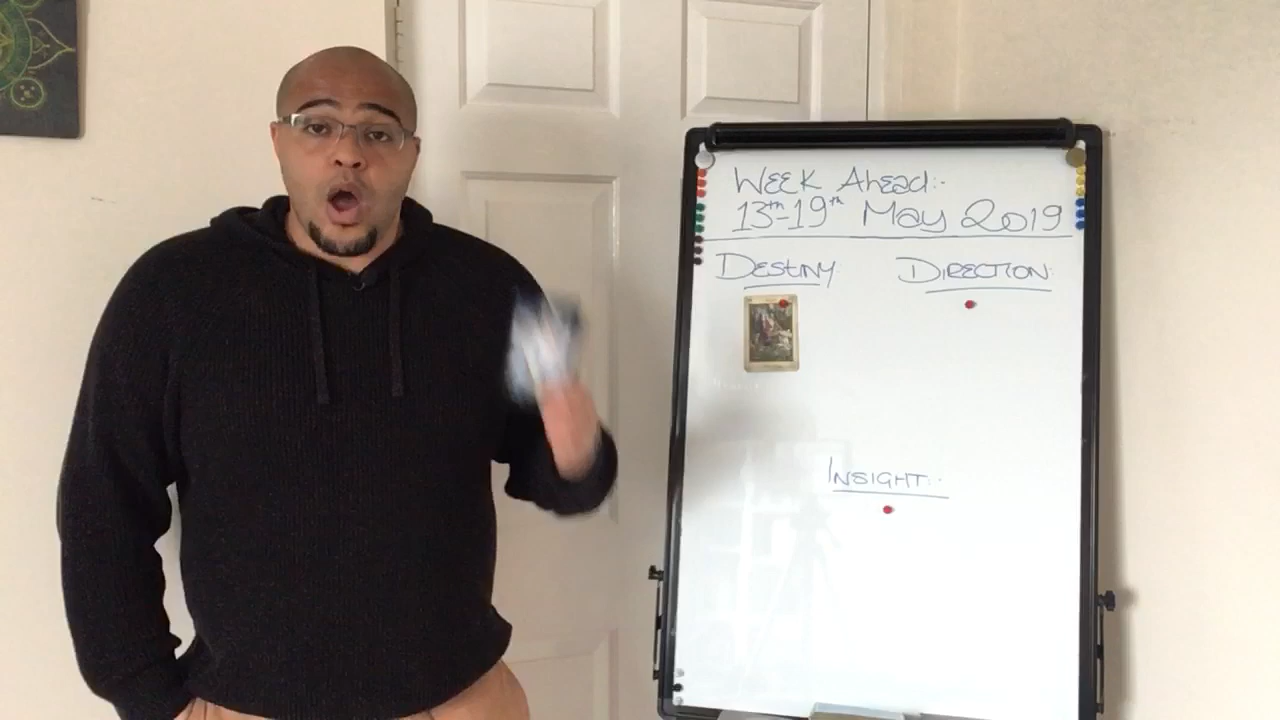 Week Ahead:-
13th-19th May 2019
Destiny:
Direction:
Insight:-